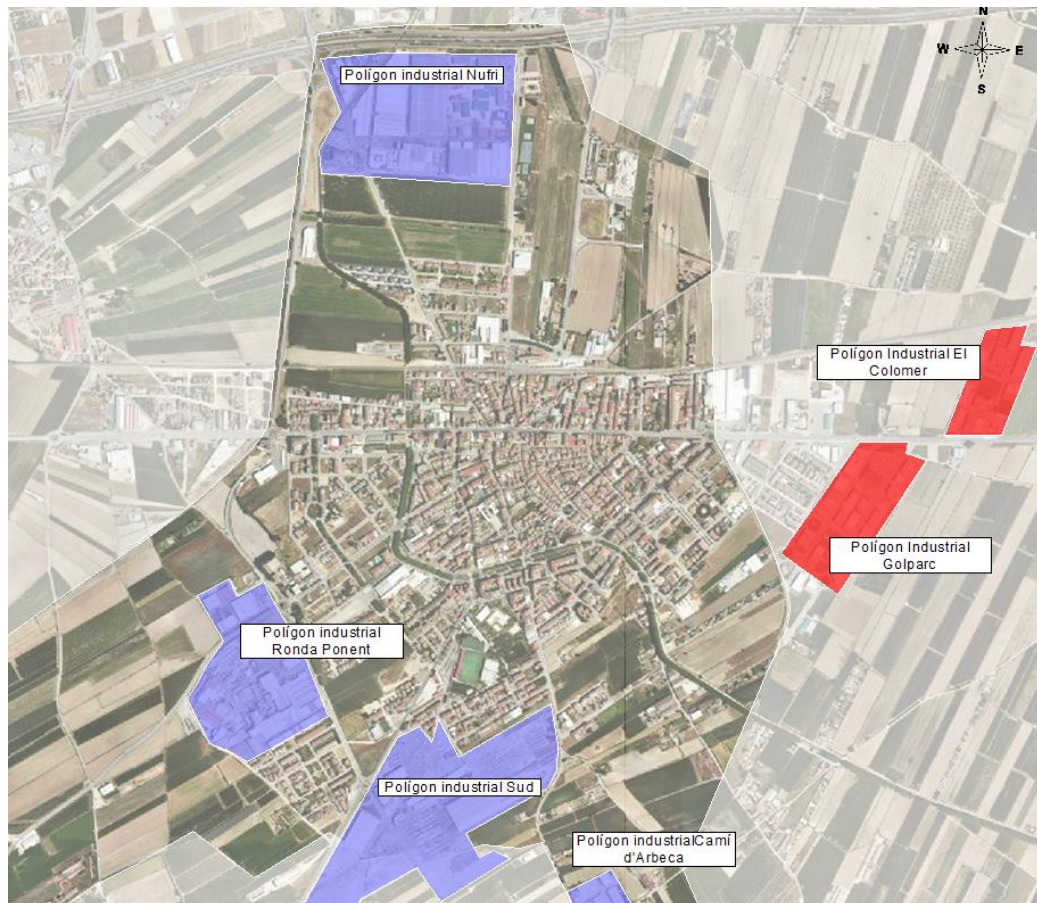 N
W
E
S
Polígon industrial Nufri
Polígon Industrial El
Colomer
Polígon Industrial
Golparc
Polígon industrial
Ronda Ponent
Polígon industrial Sud
Polígon industrialCamí
d'Arbeca